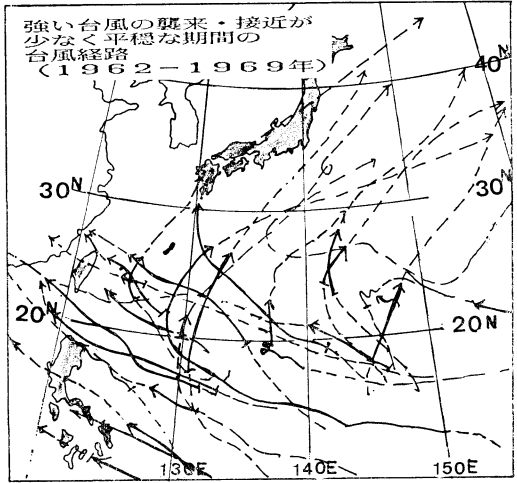 強い台風の襲来・接近が
少なく平穏な期間の
台風経路
（1962－1969年）
40N
30N
30N
20N
20N
130E
140E
150E